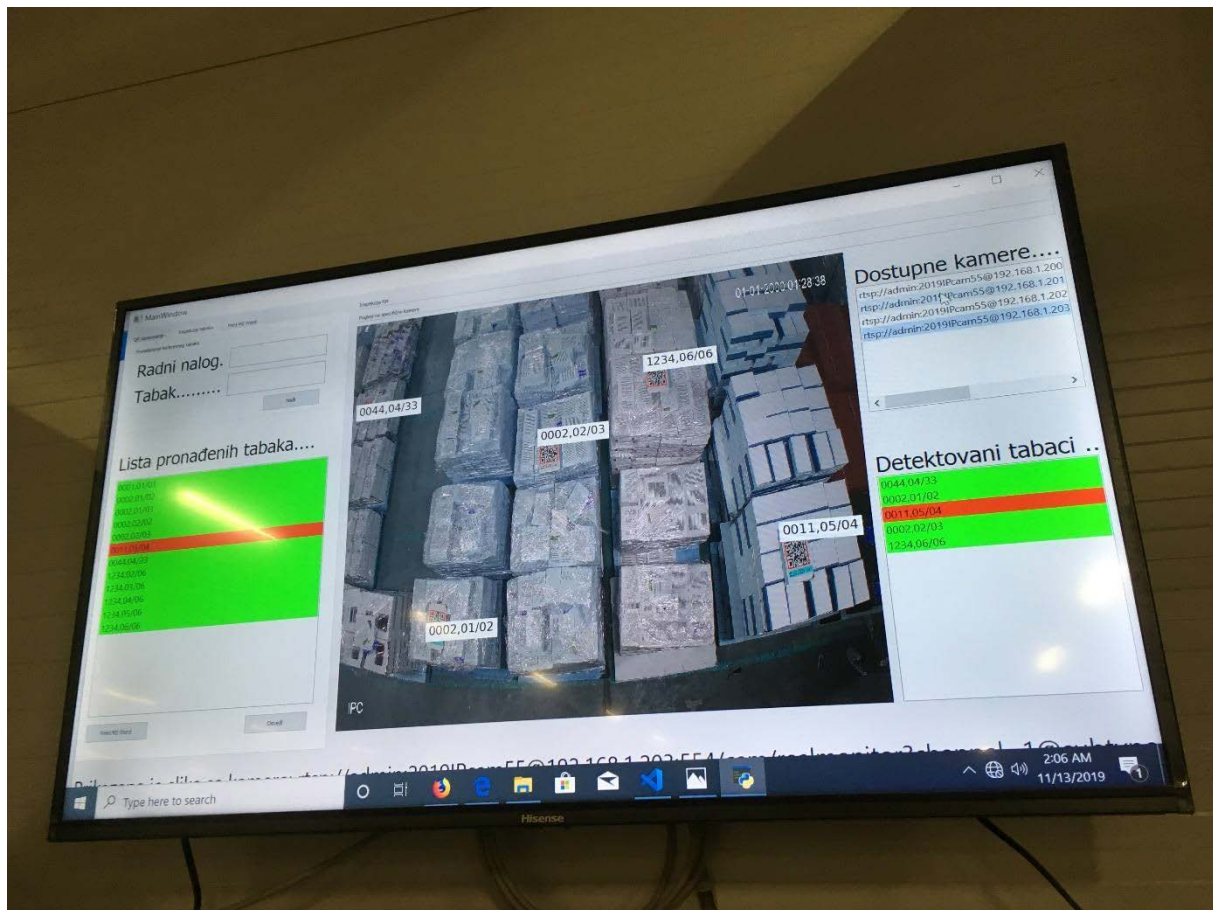 MainWindow
Radni nalog.
Tabak.........
Lista pronađenih tabaka....
0001,01/03
0002,01/02
0002,01/03
0002,02/02
0002,02/03
0011,05/04
0044,04/33
1234,02/06
1234,03/06
1234,04/06
1234,05/06
1234,06/06
01-01-2000 01:28:38
1234,06/06
0044,04/33
0002,02/03
0011,05/04
0002,01/02
IPC
Dostupne kamere....
rtsp://admin:2019IPcam55@192.168.1.200
rtsp://admin:2019IPcam55@192.168.1.201
rtsp://admin:2019IPcam55@192.168.1.202
rtsp://admin:2019IPcam55@192.168.1.203
Detektovani tabaci ..
0044,04/33
0002,01/02
0011,05/04
0002,02/03
1234,06/06
Type here to search
2:06 AM
11/13/2019
1
Hisense